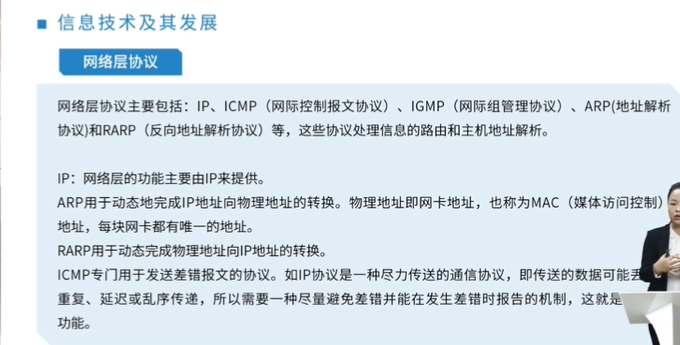 信息技术及其发展
网络层协议
网络层协议主要包括：IP、ICMP（网际控制报文协议）、IGMP（网际组管理协议）、ARP(地址解析
协议)和RARP（反向地址解析协议）等，这些协议处理信息的路由和主机地址解析。
IP：网络层的功能主要由IP来提供。
ARP用于动态地完成IP地址向物理地址的转换。物理地址即网卡地址，也称为MAC（媒体访问控制）
地址，每块网卡都有唯一的地址。
RARP用于动态完成物理地址向IP地址的转换。
ICMP专门用于发送差错报文的协议。如IP协议是一种尽力传送的通信协议，即传送的数据可能丢
重复、延迟或乱序传递，所以需要一种尽量避免差错并能在发生差错时报告的机制，这就是
功能。